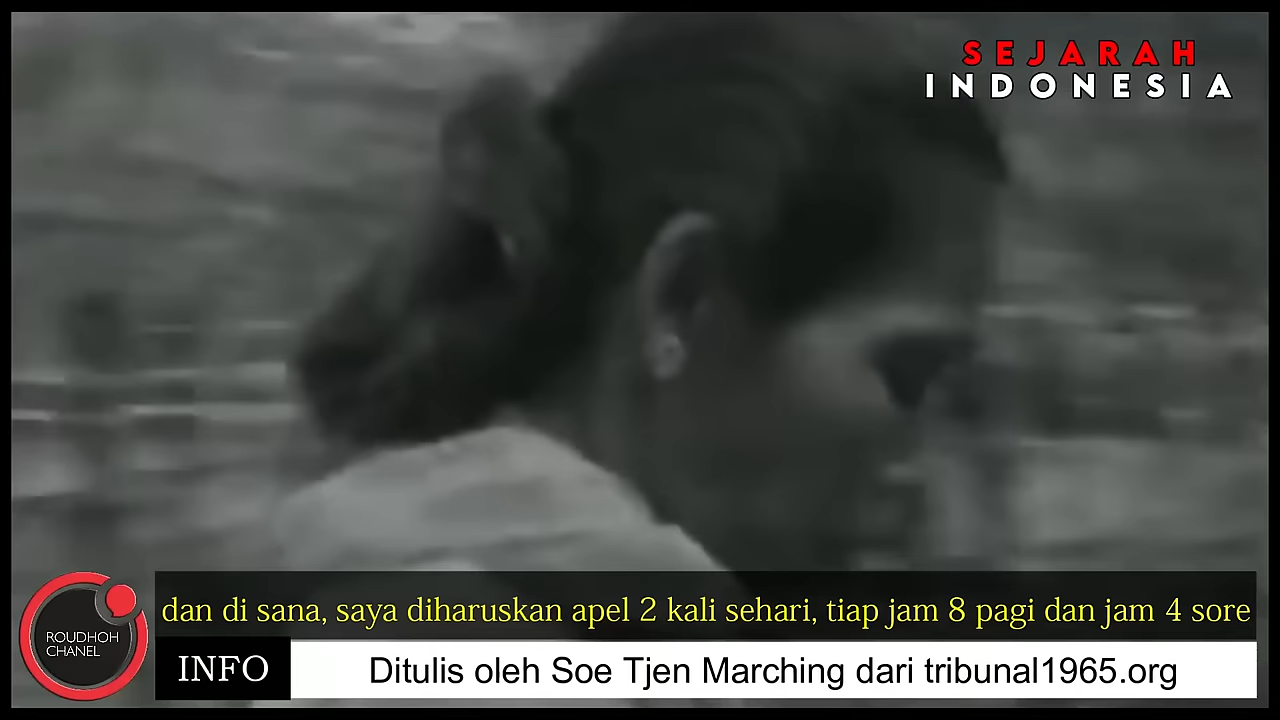 SEJARAH
INDONESIA
dan di sana, saya diharuskan apel 2 kali sehari, tiap jam 8 pagi dan jam 4 sore
ROUDHOH
CHANEL
INFO
Ditulis oleh Soe Tjen Marching dari tribunal1965.org